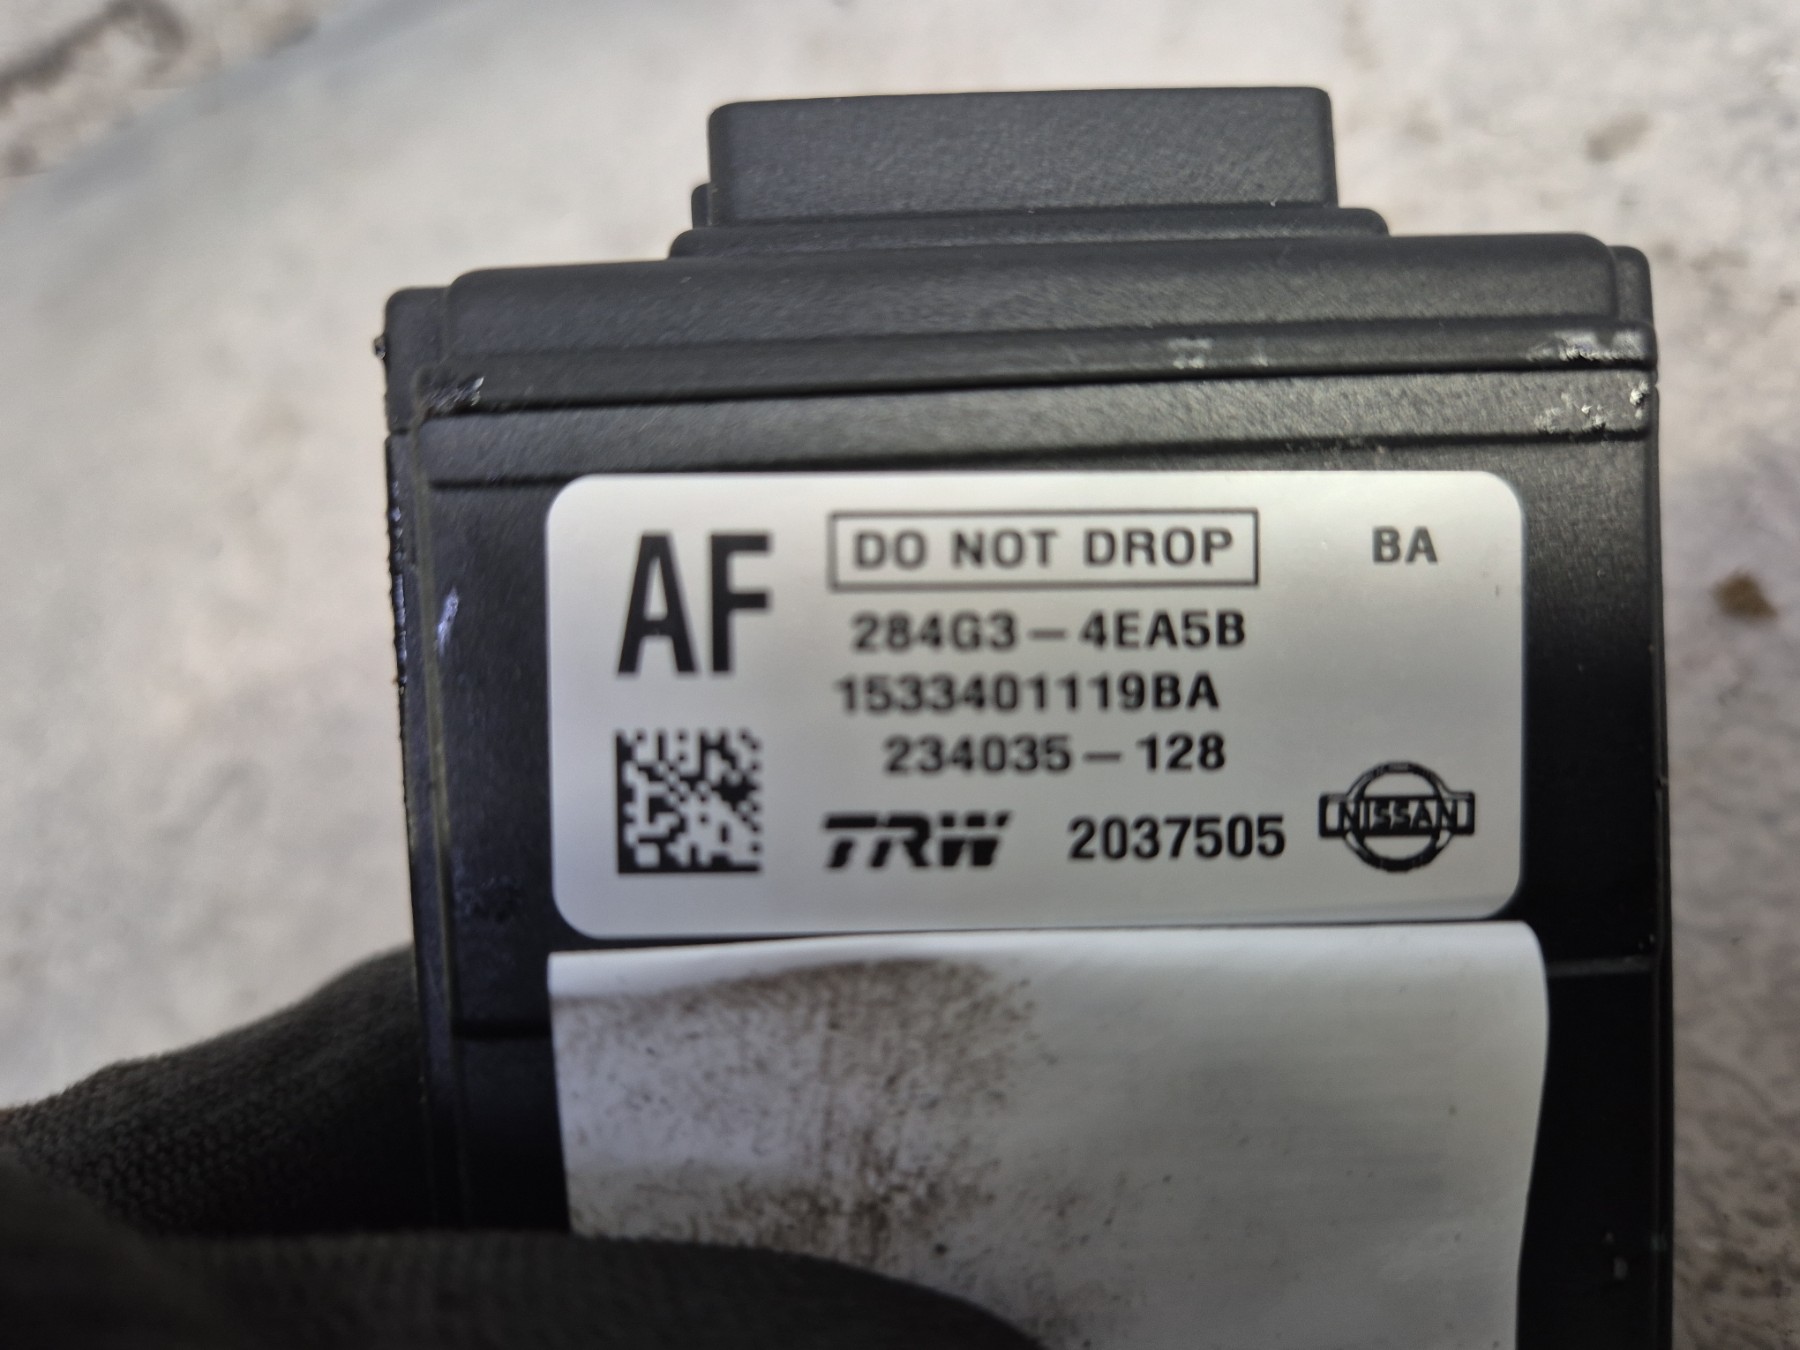 AF
DO NOT DROP
BA
284G3-4EA5B
1533401119BA
234035-128
TRW 2037505 NISSAN